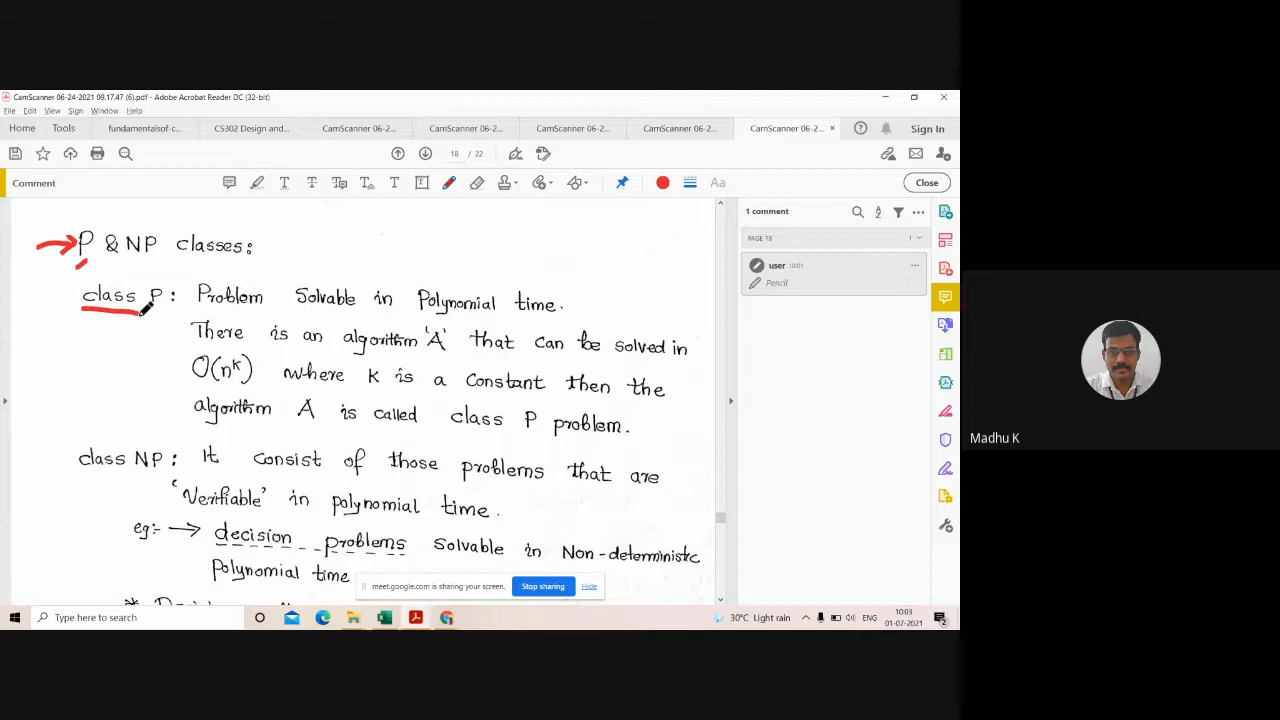 CamScanner 06-24-2021 09.17.47 (6).pdf - Adobe Acrobat Reader DC (32-bit)
File Edit View Sign Window Help
Home Tools fundamentalsof-c... CS302 Design and... CamScanner 06-2... CamScanner 06-2... CamScanner 06-2... CamScanner 06-2... CamScanner 06-2... × Sign In
18 / 22
Comment Aa Close
1 comment
PAGE 18 1
user 10:01
Pencil
P & NP classes:
class P: Problem Solvable in Polynomial time.
There is an algorithm 'A' that can be solved in
O(n^k) where K is a Constant then the
algorithm A is called class P problem.
class NP: It consist of those problems that are
'Verifiable' in polynomial time.
eg:- → decision problems solvable in Non-deterministic
Polynomial time
meet.google.com is sharing your screen. Stop sharing Hide
Type here to search
30°C Light rain ENG 10:03 01-07-2021 2
Madhu K